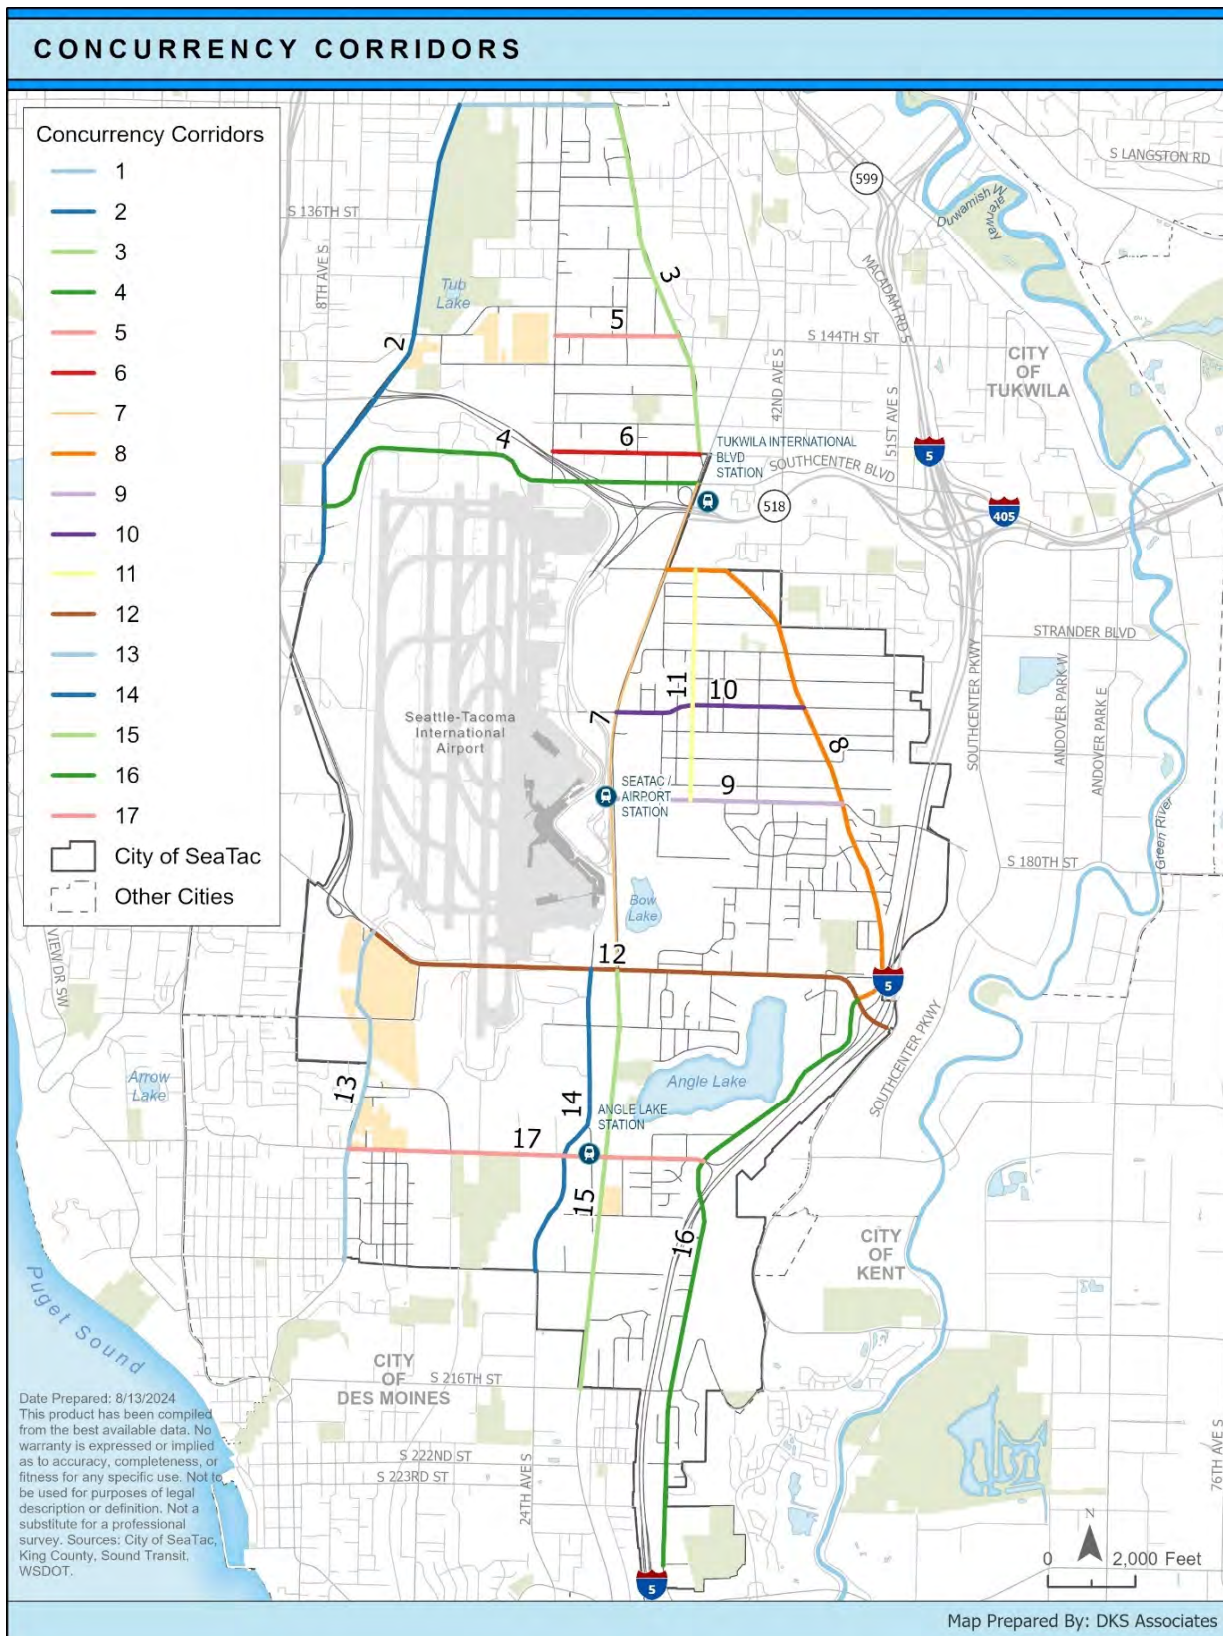 CONCURRENCY CORRIDORS
Concurrency Corridors
1
2
3
4
5
6
7
8
9
10
11
12
13
14
15
16
17
City of SeaTac
Other Cities
S LANGSTON RD
599
Duwamish
Waterway
S 136TH ST
8TH AVE S
MACADAM RD S
Tub
Lake
3
5
2
S 144TH ST
CITY
OF
TUKWILA
42ND AVE S
51ST AVE S
4
6
TUKWILA INTERNATIONAL
BLVD
STATION
SOUTHCENTER BLVD
5
518
405
STRANDER BLVD
SOUTHCENTER PKWY
ANDOVER PARK W
ANDOVER PARK E
11
10
7
8
Seattle-Tacoma
International
Airport
SEATAC /
AIRPORT
STATION
9
Green River
S 180TH ST
Bow
Lake
VIEW DR SW
12
5
SOUTHCENTER PKWY
Arrow
Lake
13
14
Angle Lake
ANGLE LAKE
STATION
17
15
16
CITY
OF
KENT
Puget Sound
CITY
OF
DES MOINES
S 216TH ST
S 222ND ST
S 223RD ST
24TH AVE S
76TH AVE S
Date Prepared: 8/13/2024
This product has been compiled
from the best available data. No
warranty is expressed or implied
as to accuracy, completeness, or
fitness for any specific use. Not to
be used for purposes of legal
description or definition. Not a
substitute for a professional
survey. Sources: City of SeaTac,
King County, Sound Transit.
WSDOT.
5
N
0 2,000 Feet
Map Prepared By: DKS Associates